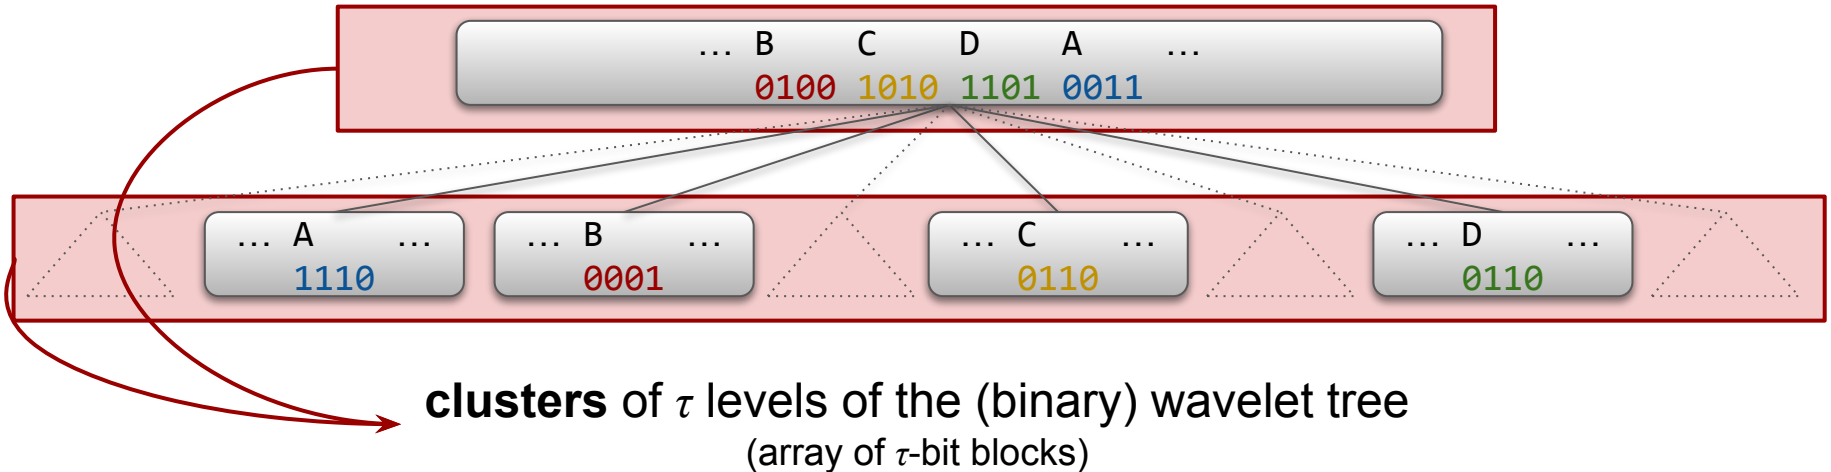 ... B C D A ...
0100 1010 1101 0011
... A ... ... B ... ... C ... ... D ...
1110 0001 0110 0110
clusters of τ levels of the (binary) wavelet tree
(array of τ-bit blocks)